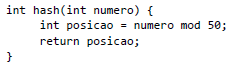 int hash(int numero) {
int posicao = numero mod 50;
return posicao;
}